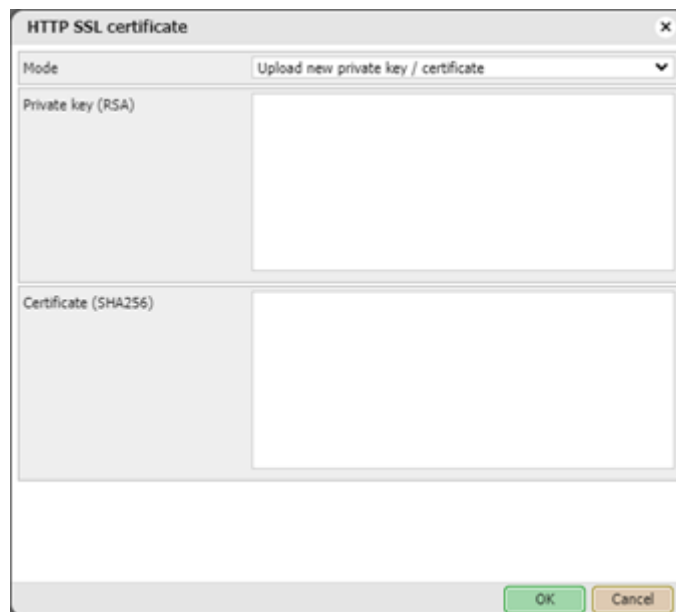 HTTP SSL certificate
Mode Upload new private key / certificate
Private key (RSA)
Certificate (SHA256)
OK Cancel